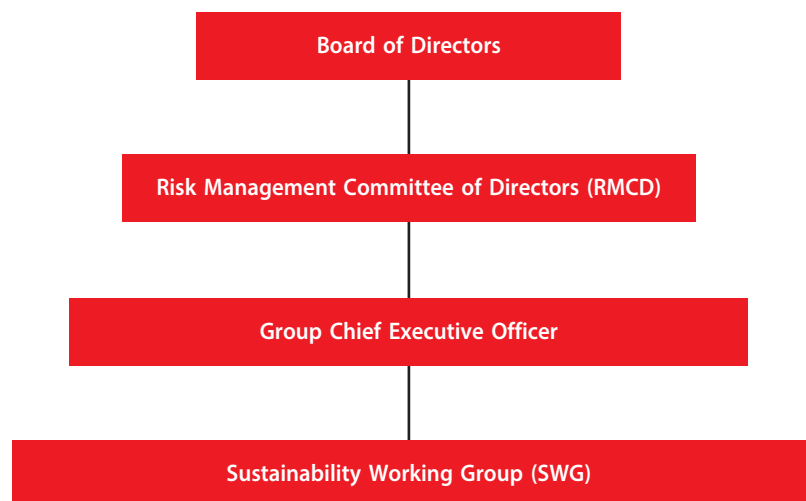 Board of Directors
Risk Management Committee of Directors (RMCD)
Group Chief Executive Officer
Sustainability Working Group (SWG)